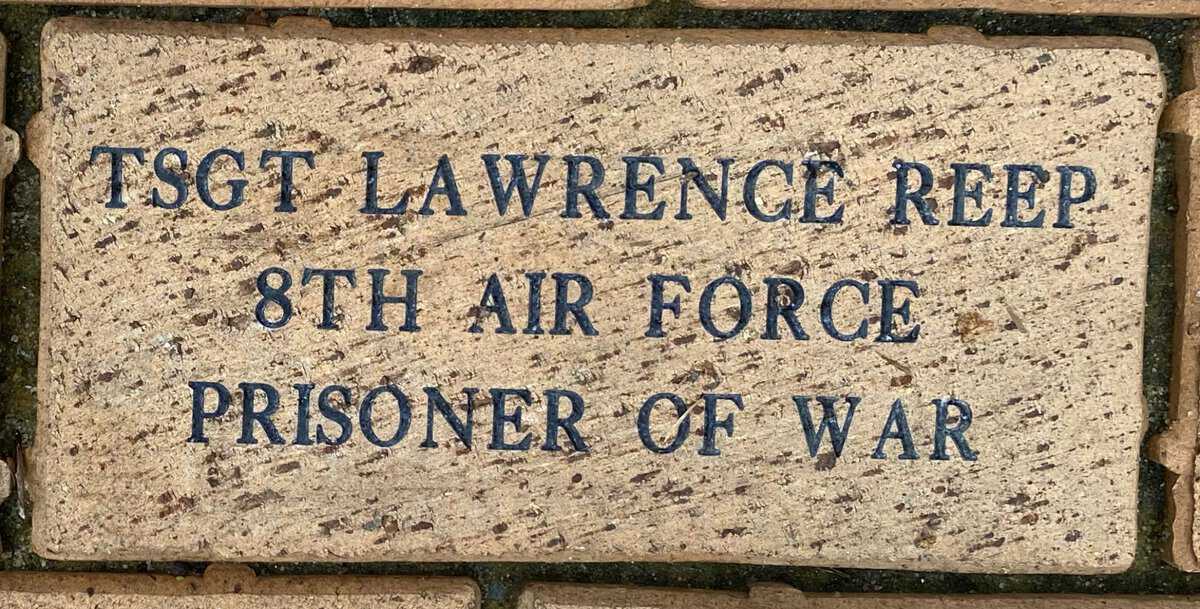 TSGT LAWRENCE REEP
8TH AIR FORCE
PRISONER OF WAR